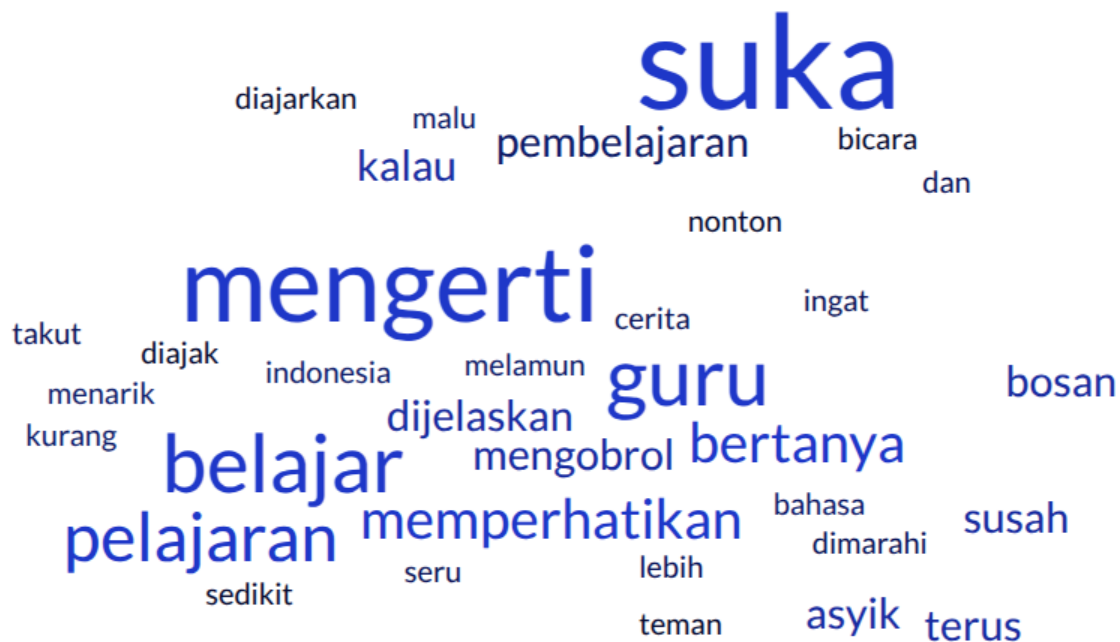 suka
diajarkan
malu
pembelajaran
bicara
kalau
dan
nonton
mengerti
ingat
cerita
takut
diajak
indonesia
melamun
guru
bosan
menarik
dijelaskan
kurang
mengobrol
bertanya
belajar
memperhatikan
bahasa
susah
pelajaran
dimarahi
seru
lebih
sedikit
asyik
teman
terus